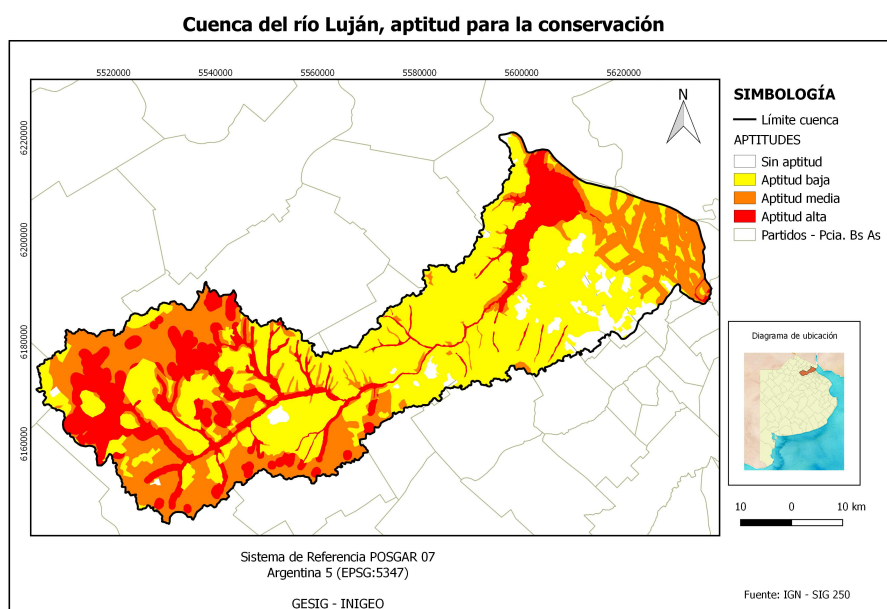 Cuenca del río Luján, aptitud para la conservación
5520000 5540000 5560000 5580000 5600000 5620000
6220000
6200000
6180000
6160000
N
SIMBOLOGÍA
Límite cuenca
APTITUDES
Sin aptitud
Aptitud baja
Aptitud media
Aptitud alta
Partidos - Pcia. Bs As
Diagrama de ubicación
10 0 10 km
Sistema de Referencia POSGAR 07
Argentina 5 (EPSG:5347)
GESIG - INIGEO
Fuente: IGN - SIG 250